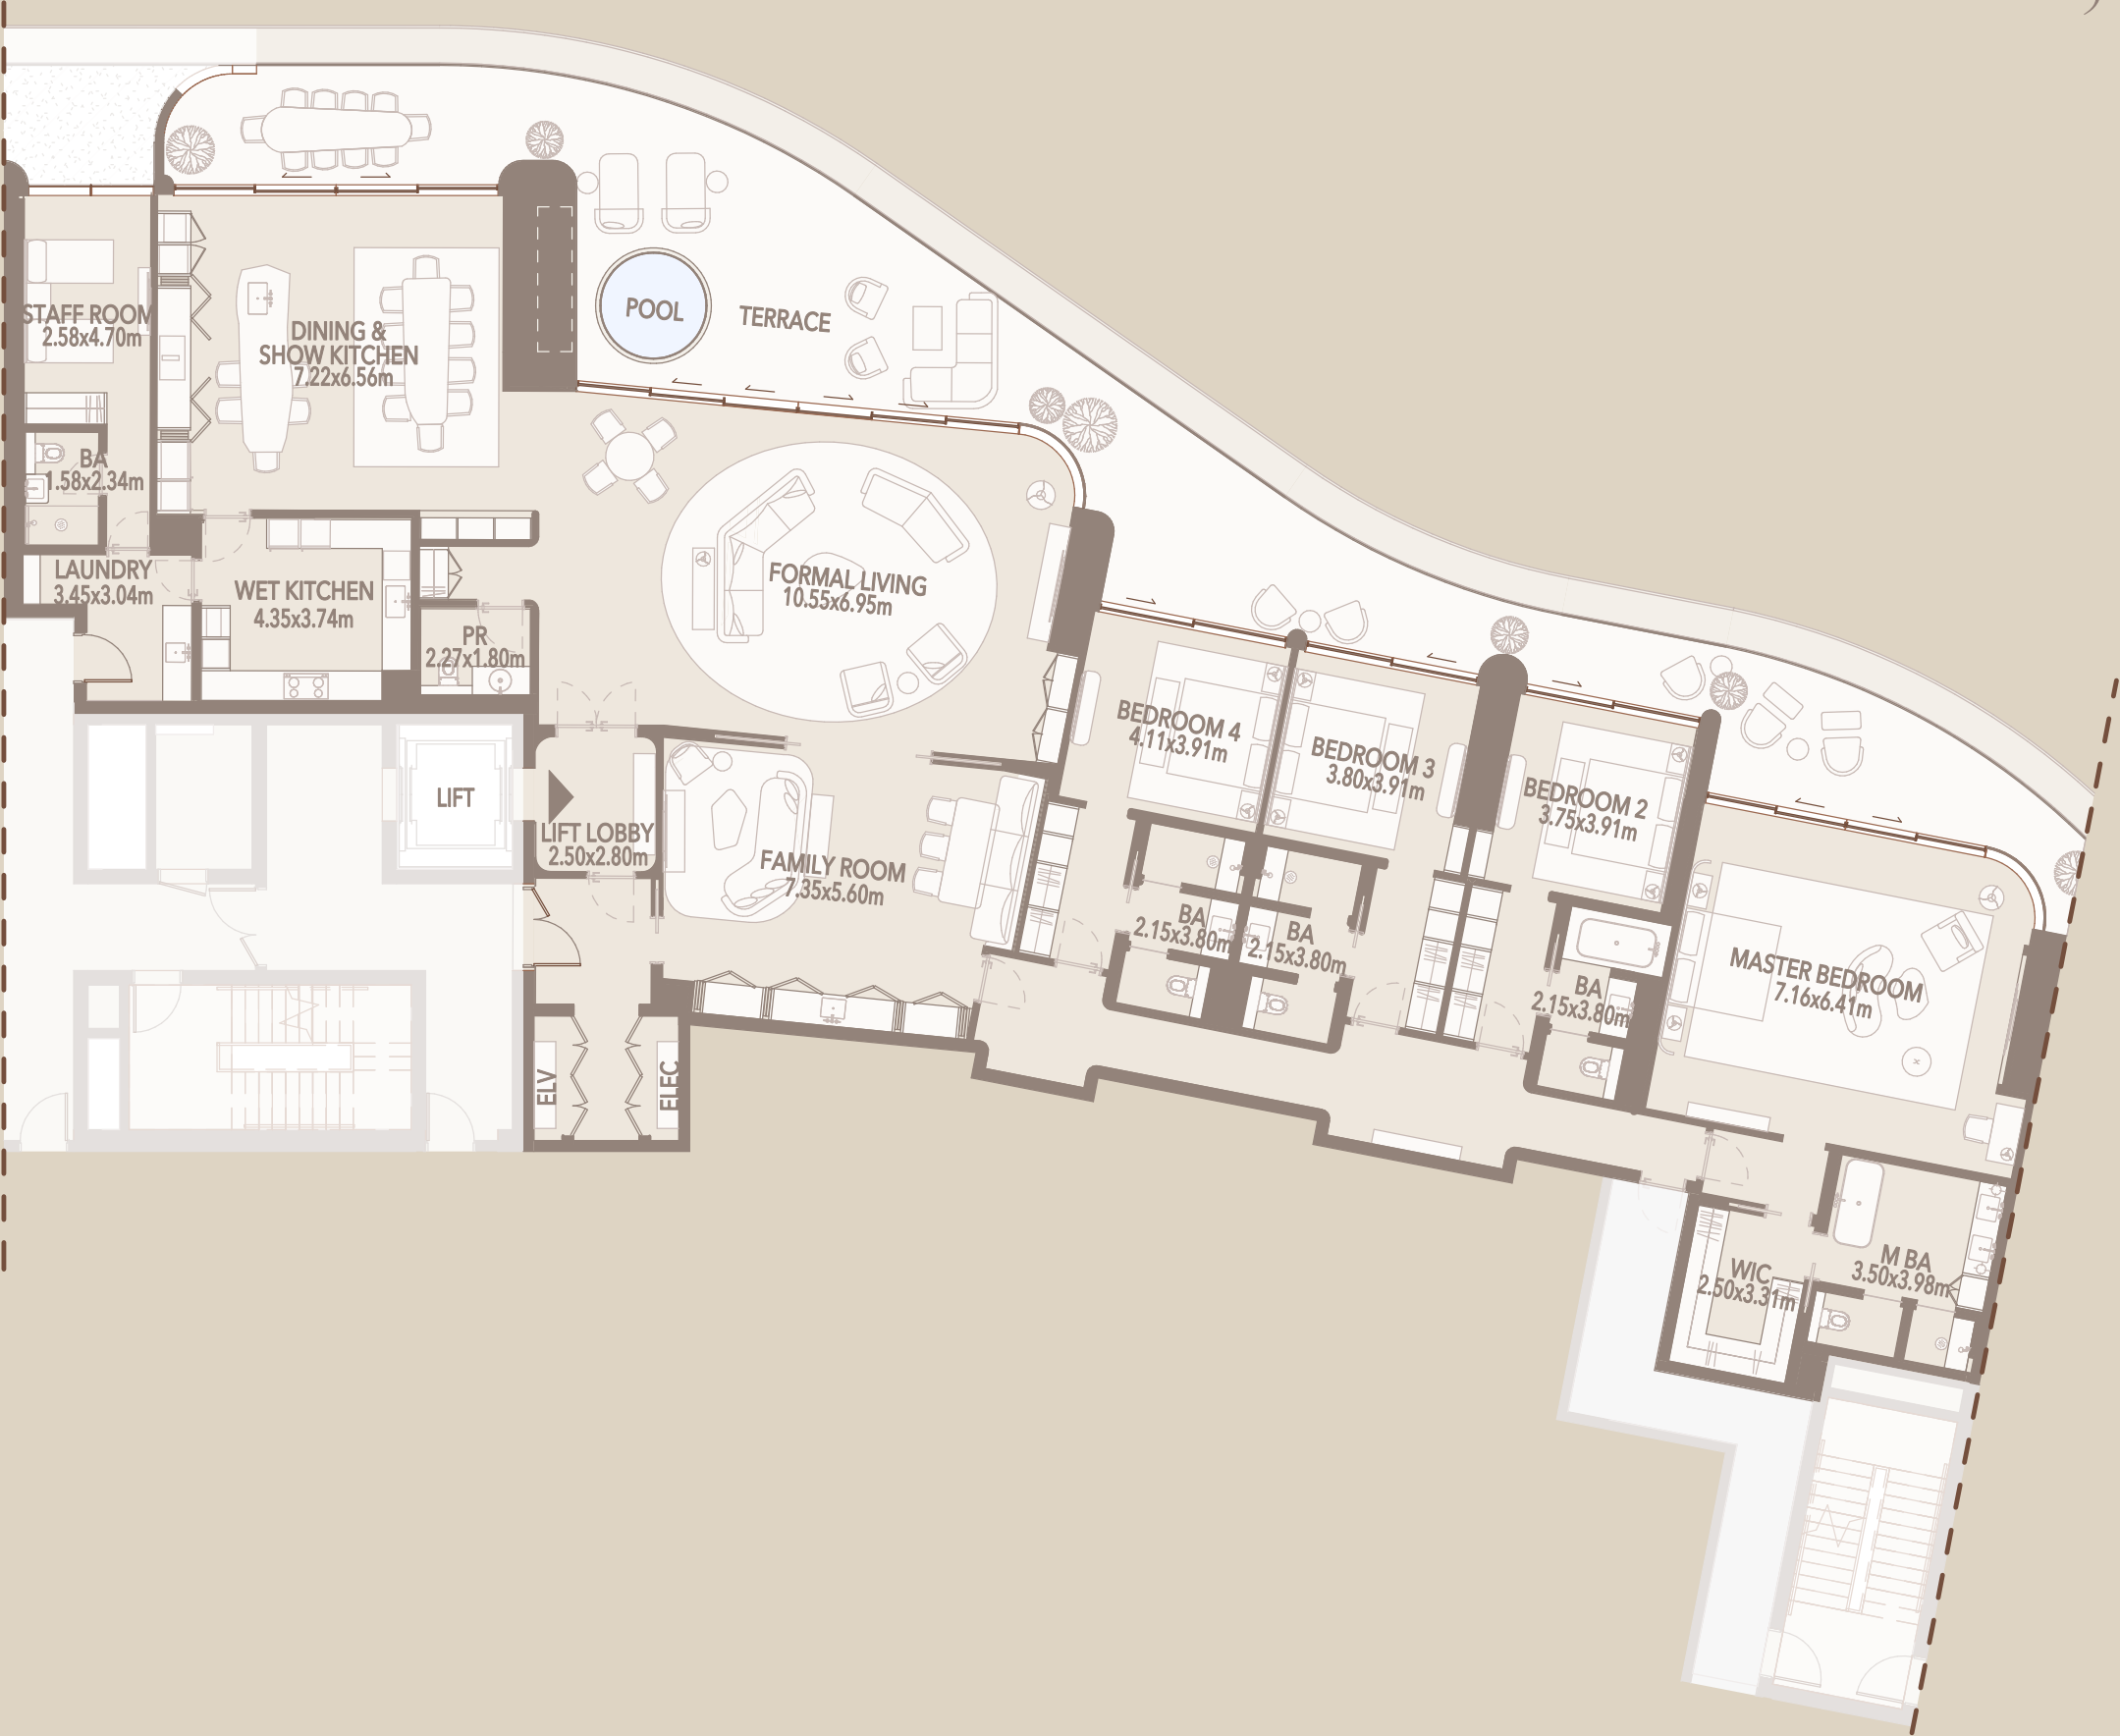 STAFF ROOM
2.58x4.70m
DINING &
SHOW KITCHEN
7.22x6.56m
POOL
TERRACE
BA
1.58x2.34m
LAUNDRY
3.45x3.04m
WET KITCHEN
4.35x3.74m
PR
2.27x1.80m
FORMAL LIVING
10.55x6.95m
LIFT
LIFT LOBBY
2.50x2.80m
FAMILY ROOM
7.35x5.60m
BEDROOM 4
4.11x3.91m
BEDROOM 3
3.80x3.91m
BEDROOM 2
3.75x3.91m
BA
2.15x3.80m
BA
2.15x3.80m
BA
2.15x3.80m
MASTER BEDROOM
7.16x6.41m
ELV
ELEC
WIC
2.50x3.31m
M BA
3.50x3.98m